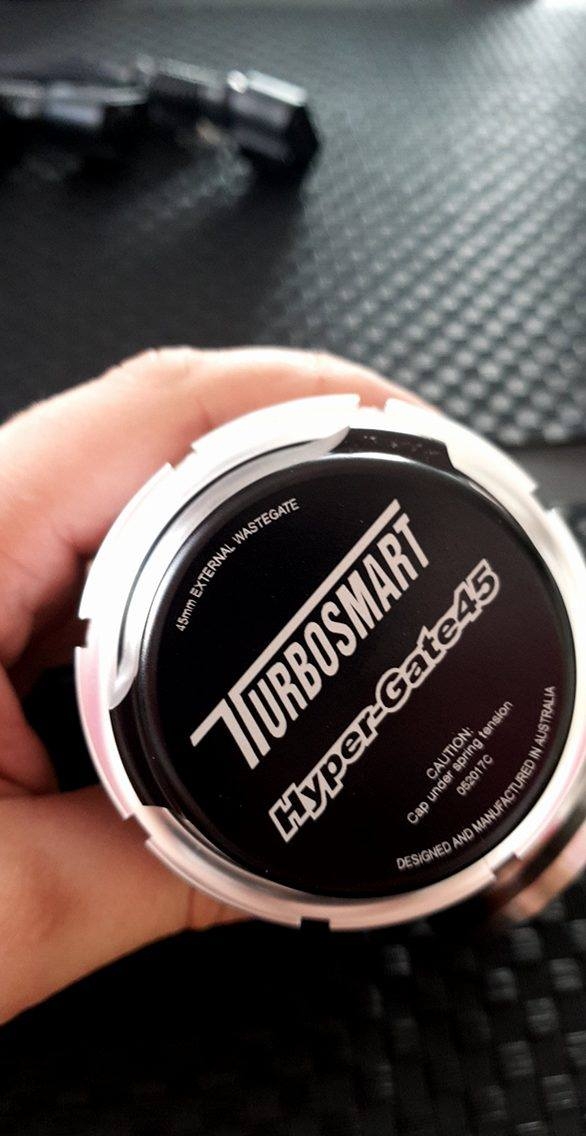 45mm EXTERNAL WASTEGATE
TURBOSMART
Hyper-Gate45
CAUTION:
Cap under spring tension
052017C
DESIGNED AND MANUFACTURED IN AUSTRALIA